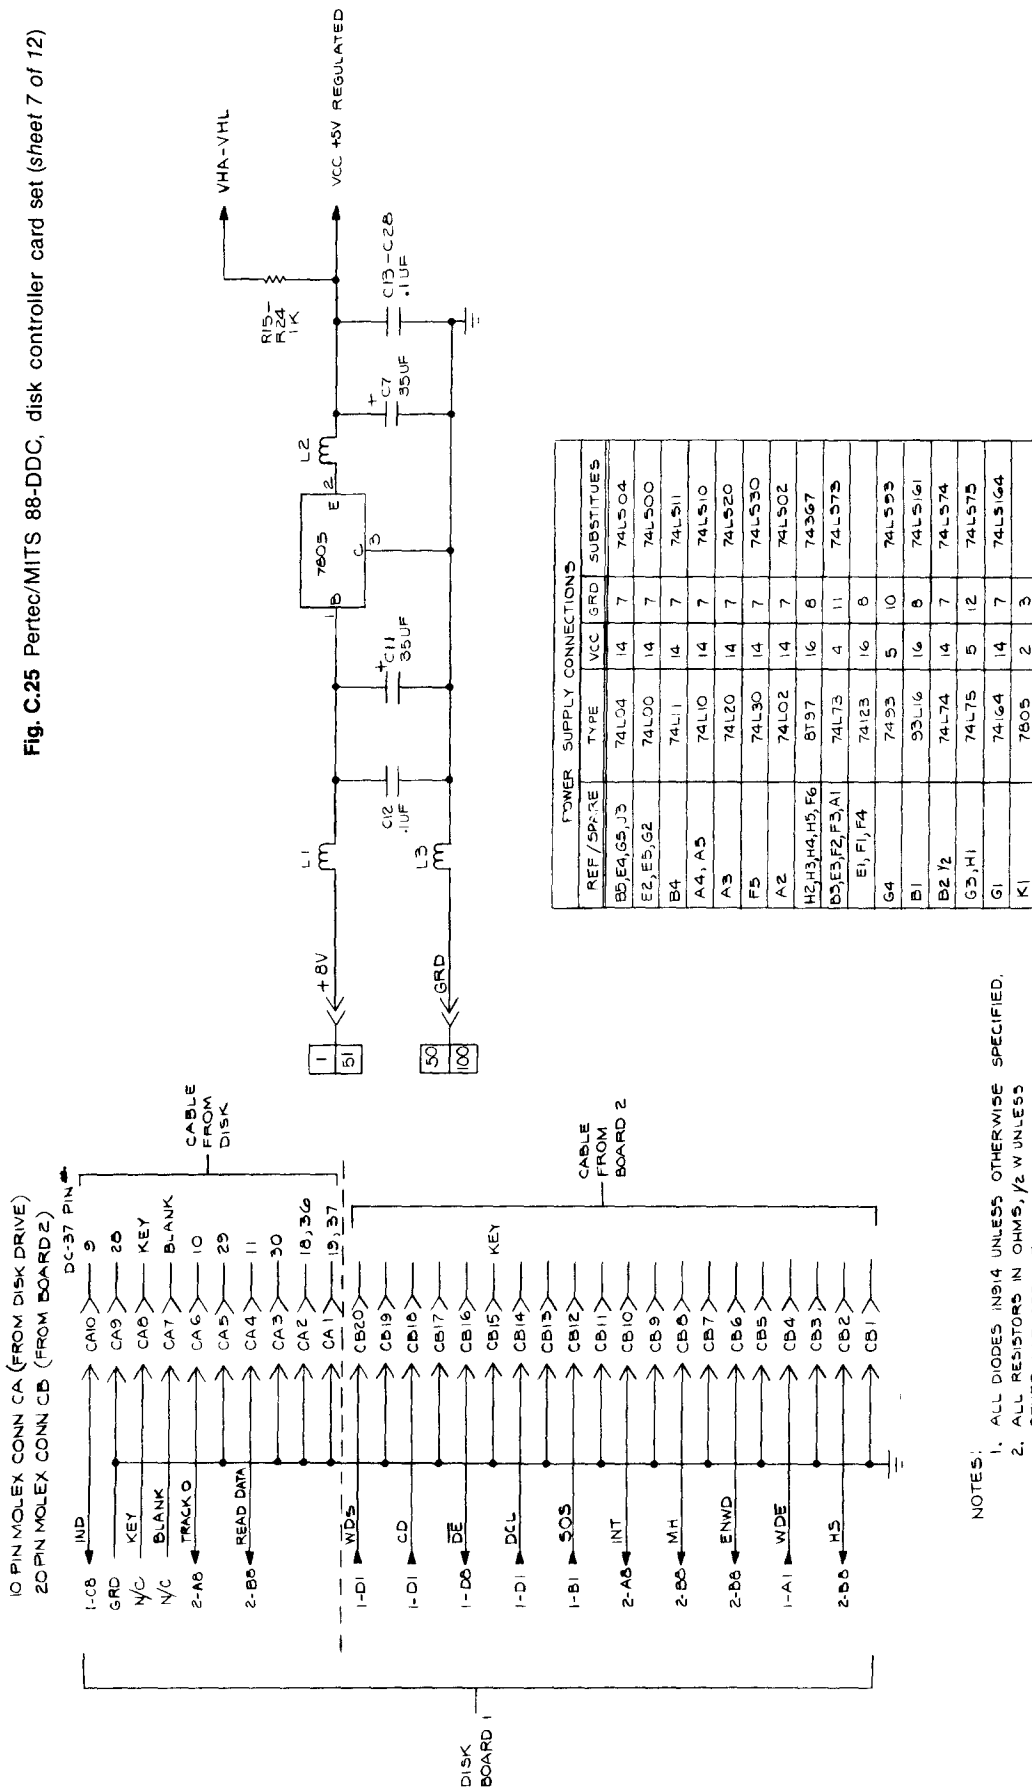 Fig. C.25 Pertec/MITS 88-DDC, disk controller card set (sheet 7 of 12)
10 PIN MOLEX CONN CA (FROM DISK DRIVE)
20 PIN MOLEX CONN CB (FROM BOARD 2)
DC-37 PIN #
1-C8 IND CA10 9
GRD CA9 28
N/C KEY CA8 KEY
N/C BLANK CA7 BLANK
2-A8 TRACK 0 CA6 10
CA5 29
2-B8 READ DATA CA4 11
CA3 30
CA2 18,36
CA1 19,37
CABLE
FROM
DISK
1-D1 WDS CB20
CB19
1-D1 CD CB18
CB17
1-D8 DE CB16
CB15 KEY
1-D1 DCL CB14
CB13
1-B1 SOS CB12
CB11
2-A8 INT CB10
CB9
2-B8 MH CB8
CB7
2-B8 ENWD CB6
CB5
1-A1 WDE CB4
CB3
2-B8 HS CB2
CB1
CABLE
FROM
BOARD 2
DISK
BOARD 1
1
51
+8V
L1
50
100
GRD
L3
C12
.1UF
+
C11
35UF
1 B
7805
E 2
C
3
L2
+
C7
35UF
C13-C28
.1UF
R15-
R24
1K
VHA-VHL
VCC +5V REGULATED
POWER SUPPLY CONNECTIONS
REF/SPARE TYPE VCC GRD SUBSTITUES
B5,E4,G5,J3 74L04 14 7 74LS04
E2,E5,G2 74L00 14 7 74LS00
B4 74L11 14 7 74LS11
A4, A5 74L10 14 7 74LS10
A3 74L20 14 7 74LS20
F5 74L30 14 7 74LS30
A2 74L02 14 7 74LS02
H2,H3,H4,H5,F6 8T97 16 8 74367
B3,E3,F2,F3,A1 74L73 4 11 74LS73
E1, F1, F4 74123 16 8
G4 7493 5 10 74LS93
B1 93L16 16 8 74LS161
B2 1/2 74L74 14 7 74LS74
G3, H1 74L75 5 12 74LS75
G1 74164 14 7 74LS164
K1 7805 2 3
NOTES:
1. ALL DIODES IN914 UNLESS OTHERWISE SPECIFIED.
2. ALL RESISTORS IN OHMS, 1/2 W UNLESS